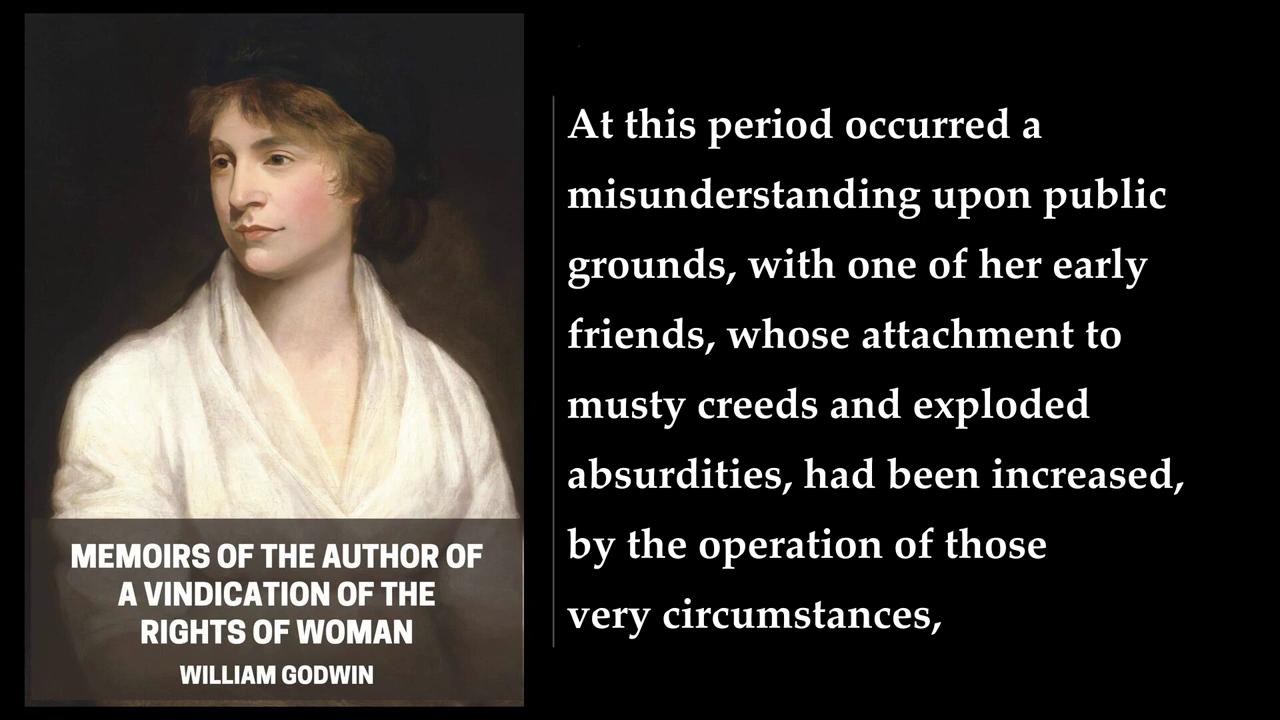 MEMOIRS OF THE AUTHOR OF
A VINDICATION OF THE
RIGHTS OF WOMAN
WILLIAM GODWIN
At this period occurred a
misunderstanding upon public
grounds, with one of her early
friends, whose attachment to
musty creeds and exploded
absurdities, had been increased,
by the operation of those
very circumstances,